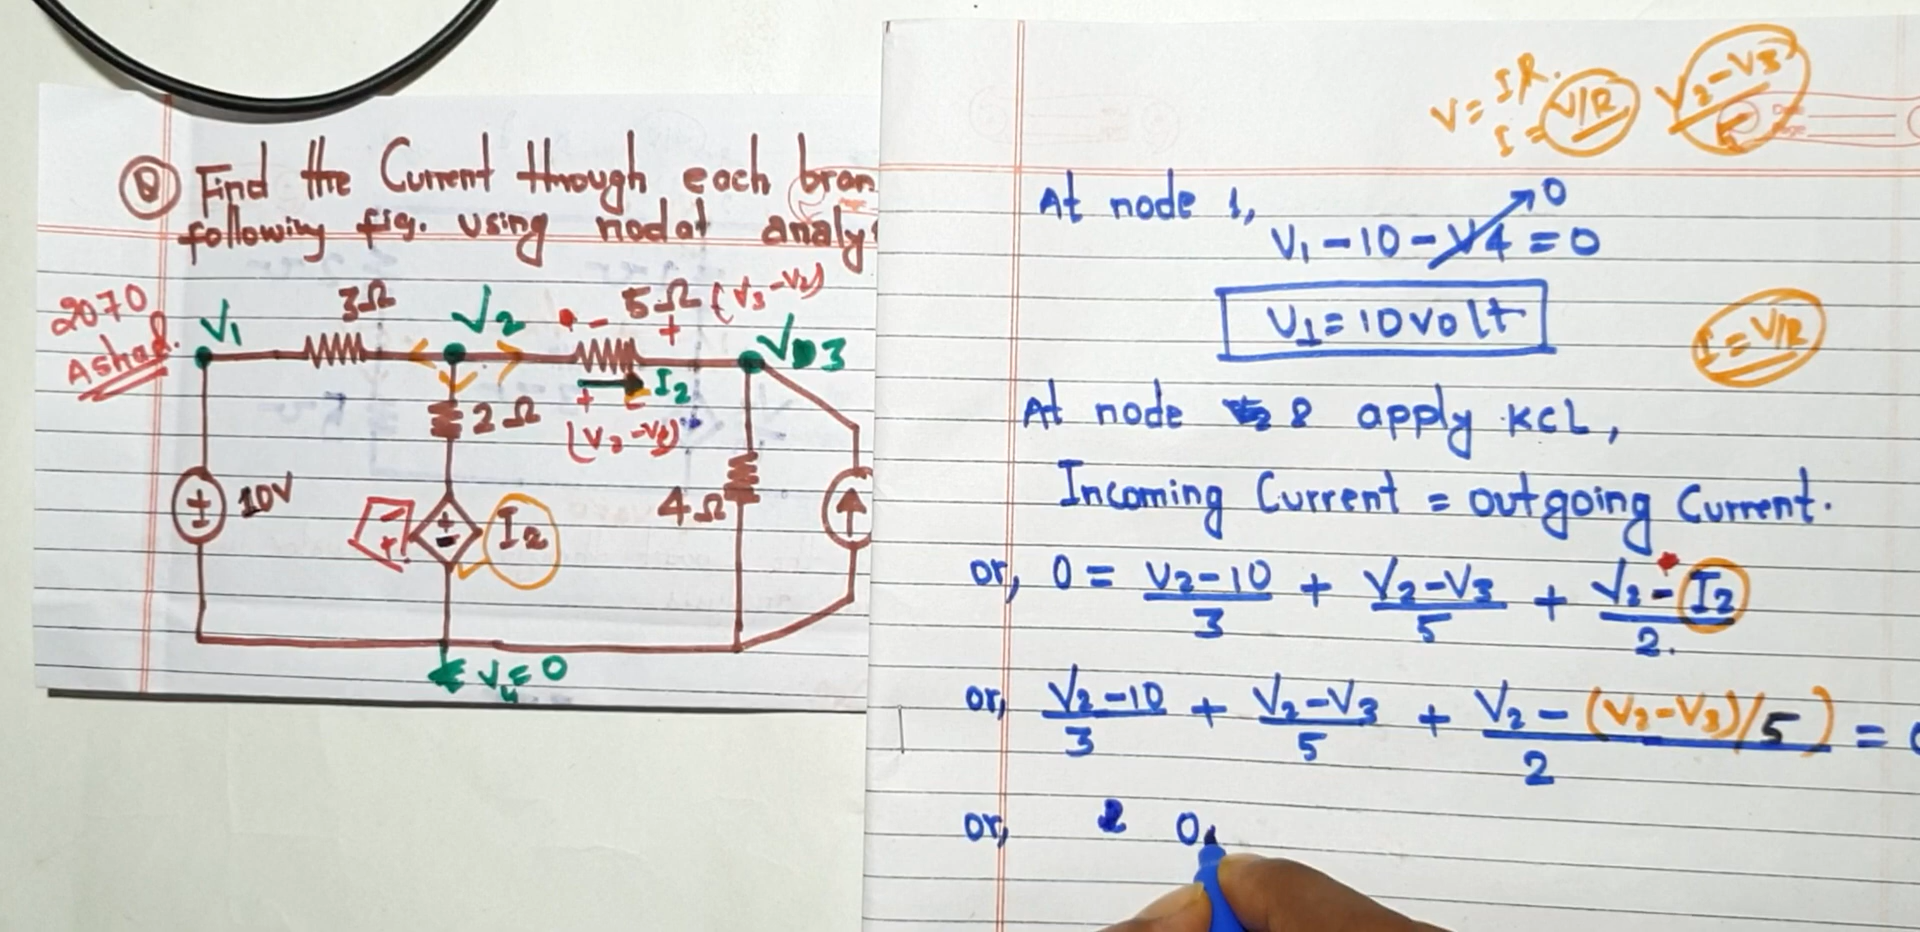 Q Find the Current through each bran
following fig. using nodal analy
2070
Ashad.
V1
3Ω
V2
- 5Ω (V3-V2)
+
V3
I2
+ -
2Ω
10V
±
- +
+ -
I2
4Ω
V4=0
V = IR.
I = V/R
V2-V3
5
At node 1,
V1 - 10 - V4 = 0
0
V1 = 10 volt
I = V/R
At node 2 apply KCL,
Incoming Current = outgoing Current.
or, 0 = V2-10/3 + V2-V3/5 + V2-I2/2.
or, V2-10/3 + V2-V3/5 + V2-(V2-V3)/5)/2 =
or, 0.